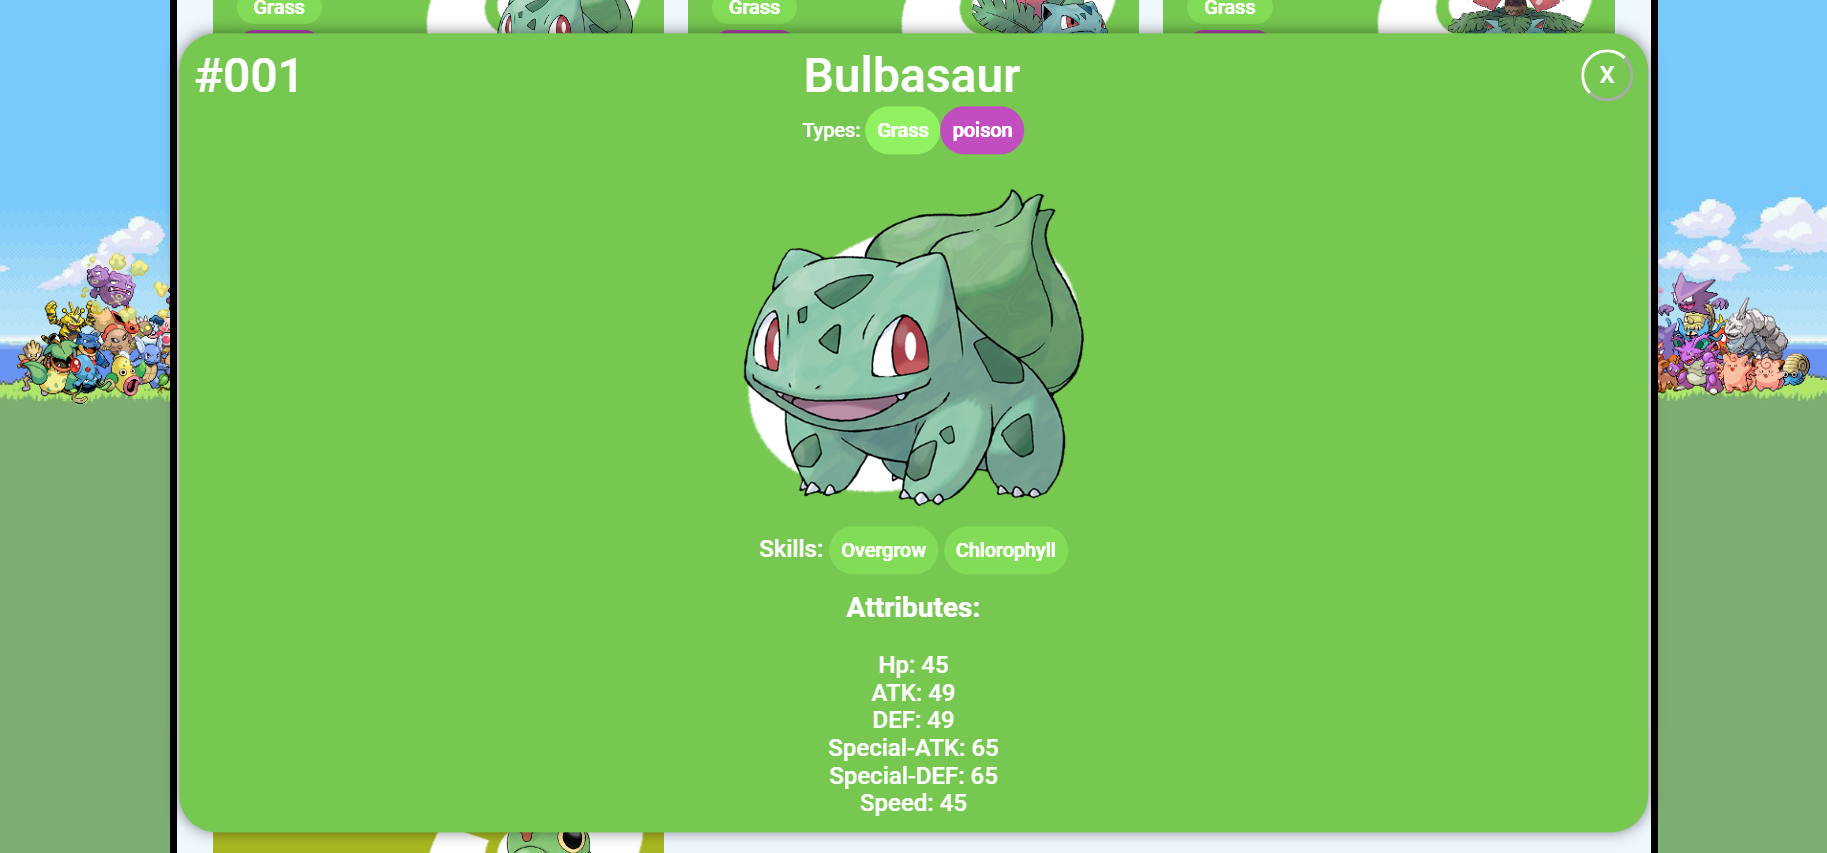 Grass Grass Grass
#001 Bulbasaur X
Types: Grass poison
Skills: Overgrow Chlorophyll
Attributes:
Hp: 45
ATK: 49
DEF: 49
Special-ATK: 65
Special-DEF: 65
Speed: 45